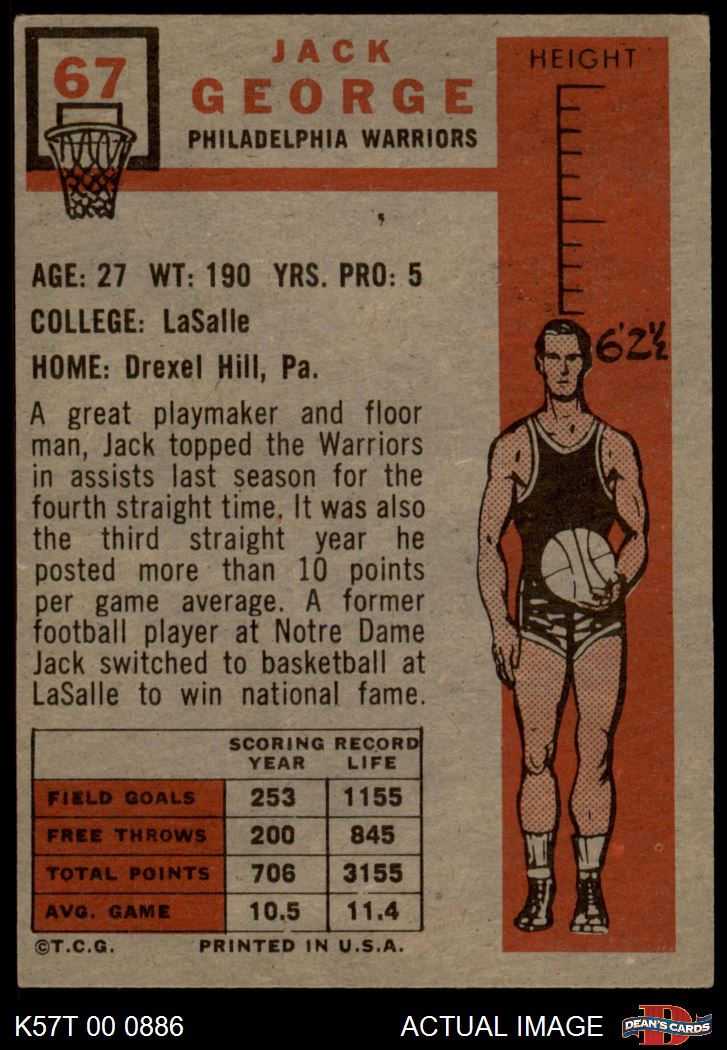 67
JACK
GEORGE
PHILADELPHIA WARRIORS
HEIGHT
AGE: 27 WT: 190 YRS. PRO: 5
COLLEGE: LaSalle
HOME: Drexel Hill, Pa.
6'2½
A great playmaker and floor
man, Jack topped the Warriors
in assists last season for the
fourth straight time. It was also
the third straight year he
posted more than 10 points
per game average. A former
football player at Notre Dame
Jack switched to basketball at
LaSalle to win national fame.
SCORING RECORD
YEAR LIFE
FIELD GOALS 253 1155
FREE THROWS 200 845
TOTAL POINTS 706 3155
AVG. GAME 10.5 11.4
©T.C.G. PRINTED IN U.S.A.
K57T 00 0886 ACTUAL IMAGE D DEAN'S CARDS